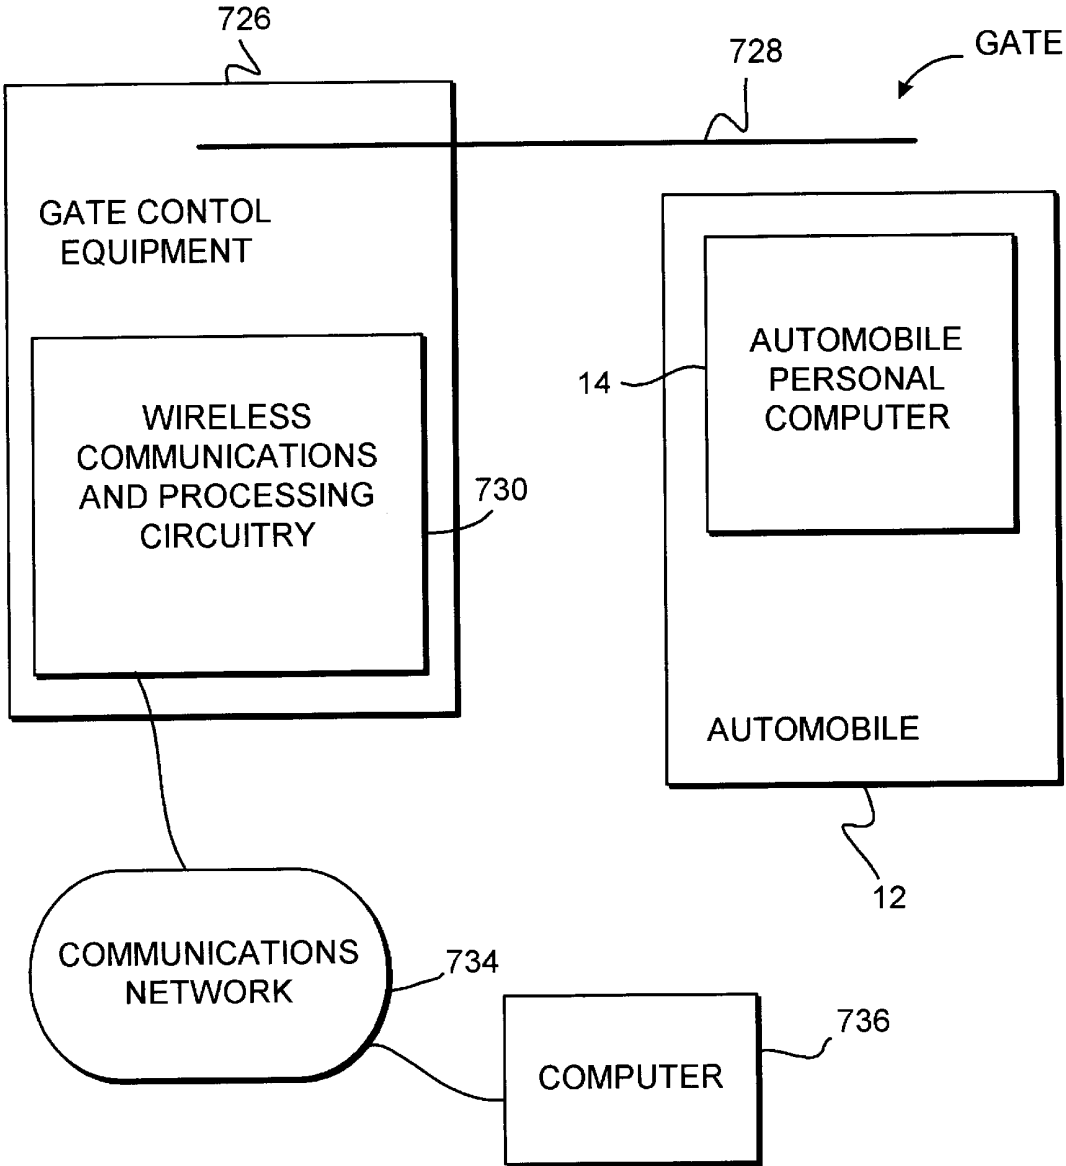 726
728
GATE
GATE CONTOL
EQUIPMENT
AUTOMOBILE
PERSONAL
COMPUTER
14
WIRELESS
COMMUNICATIONS
AND PROCESSING
CIRCUITRY
730
AUTOMOBILE
12
COMMUNICATIONS
NETWORK
734
736
COMPUTER